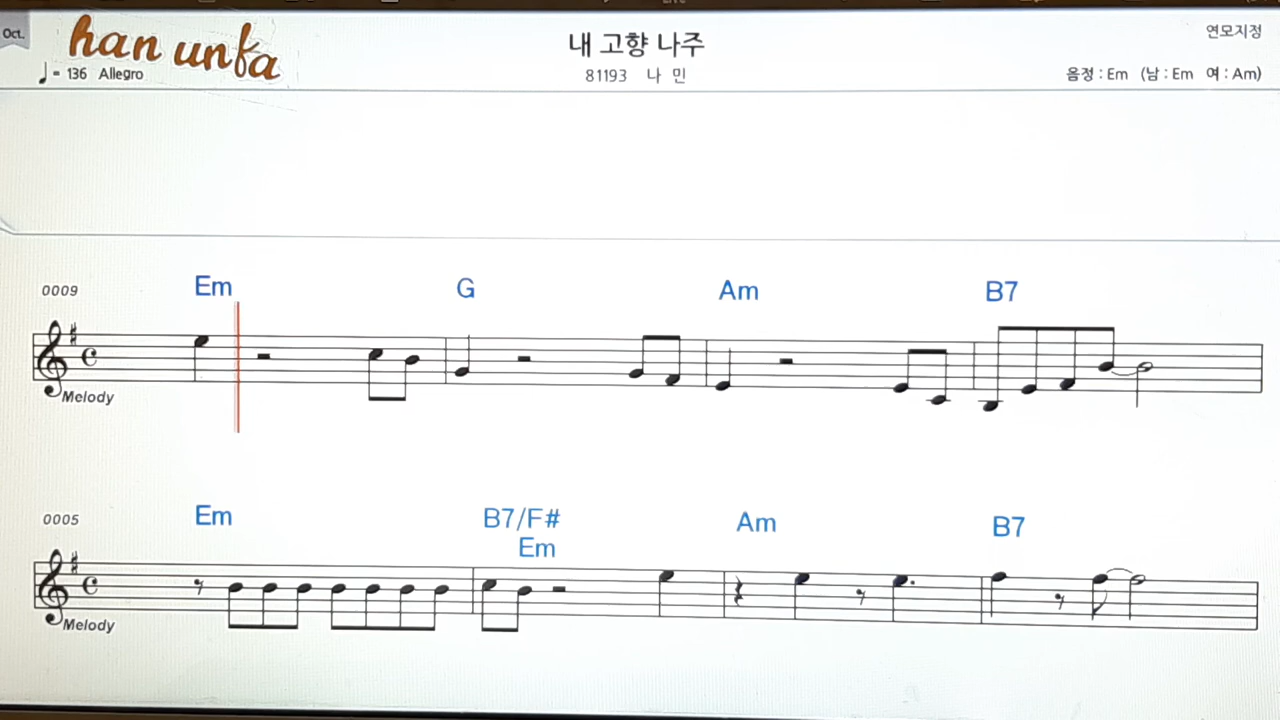 Oct.
han unfa
내 고향 나주
연모지정
= 136 Allegro
81193 나 민
음정 : Em (남 : Em 여 : Am)
0009
Em G Am B7
Melody
0005
Em B7/F# Am B7
Em
Melody